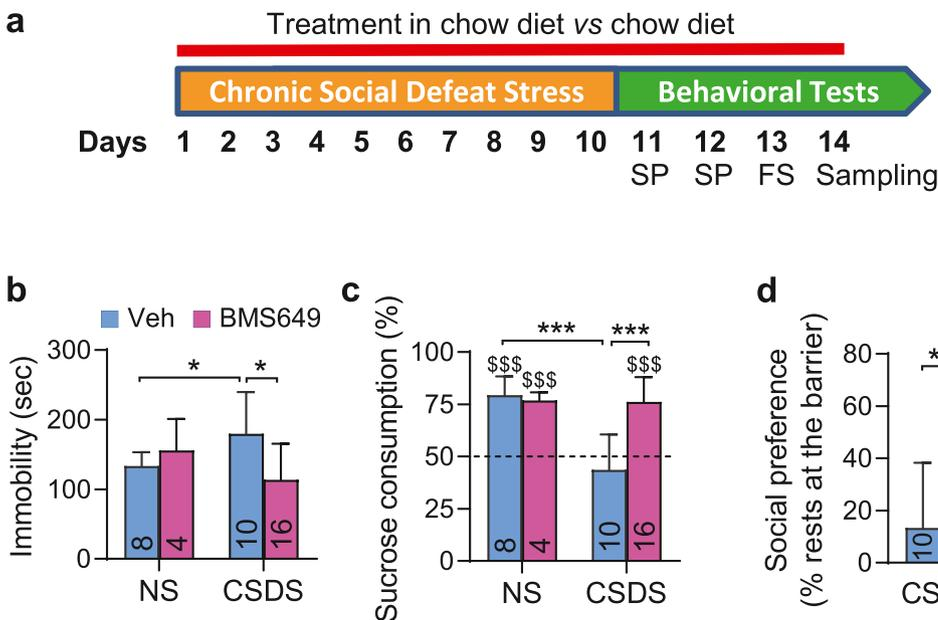 a
Treatment in chow diet vs chow diet
Chronic Social Defeat Stress
Behavioral Tests
Days 1 2 3 4 5 6 7 8 9 10 11 12 13 14
SP SP FS Sampling
b
Veh BMS649
Immobility (sec)
300
200
100
0
* *
8 4 10 16
NS CSDS
c
Sucrose consumption (%)
100
75
50
25
0
*** ***
$$$ $$$ $$$
8 4 10 16
NS CSDS
d
Social preference
(% rests at the barrier)
80
60
40
20
0
*
10
CS